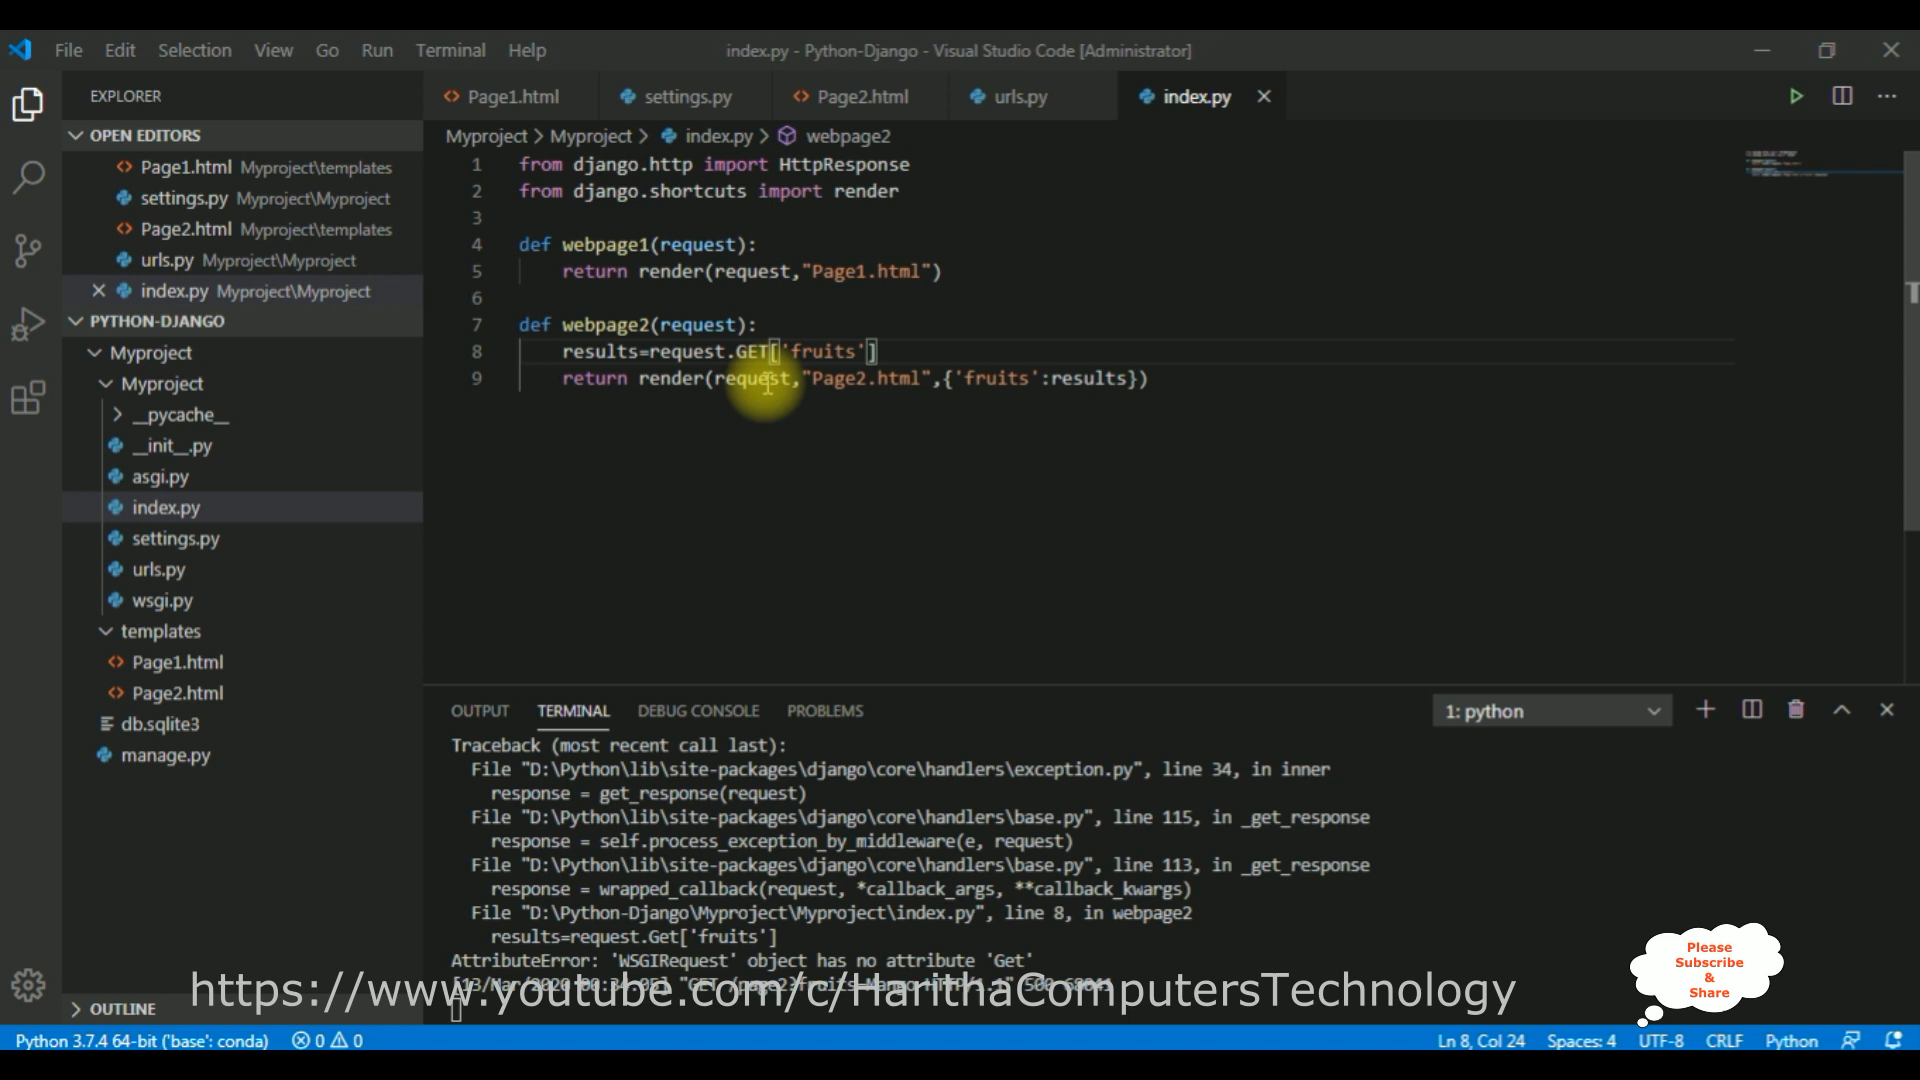 File Edit Selection View Go Run Terminal Help index.py - Python-Django - Visual Studio Code [Administrator]
EXPLORER
OPEN EDITORS
Page1.html Myproject\templates
settings.py Myproject\Myproject
Page2.html Myproject\templates
urls.py Myproject\Myproject
index.py Myproject\Myproject
PYTHON-DJANGO
Myproject
Myproject
__pycache__
__init__.py
asgi.py
index.py
settings.py
urls.py
wsgi.py
templates
Page1.html
Page2.html
db.sqlite3
manage.py
OUTLINE
Page1.html settings.py Page2.html urls.py index.py
Myproject > Myproject > index.py > webpage2
1 from django.http import HttpResponse
2 from django.shortcuts import render
3
4 def webpage1(request):
5 return render(request,"Page1.html")
6
7 def webpage2(request):
8 results=request.GET['fruits']
9 return render(request,"Page2.html",{'fruits':results})
OUTPUT TERMINAL DEBUG CONSOLE PROBLEMS 1: python
Traceback (most recent call last):
File "D:\Python\lib\site-packages\django\core\handlers\exception.py", line 34, in inner
response = get_response(request)
File "D:\Python\lib\site-packages\django\core\handlers\base.py", line 115, in _get_response
response = self.process_exception_by_middleware(e, request)
File "D:\Python\lib\site-packages\django\core\handlers\base.py", line 113, in _get_response
response = wrapped_callback(request, *callback_args, **callback_kwargs)
File "D:\Python-Django\Myproject\Myproject\index.py", line 8, in webpage2
results=request.Get['fruits']
AttributeError: 'WSGIRequest' object has no attribute 'Get'
https://www.youtube.com/c/HarithaComputersTechnology
Please
Subscribe
&
Share
Python 3.7.4 64-bit ('base': conda) 0 0 Ln 8, Col 24 Spaces: 4 UTF-8 CRLF Python